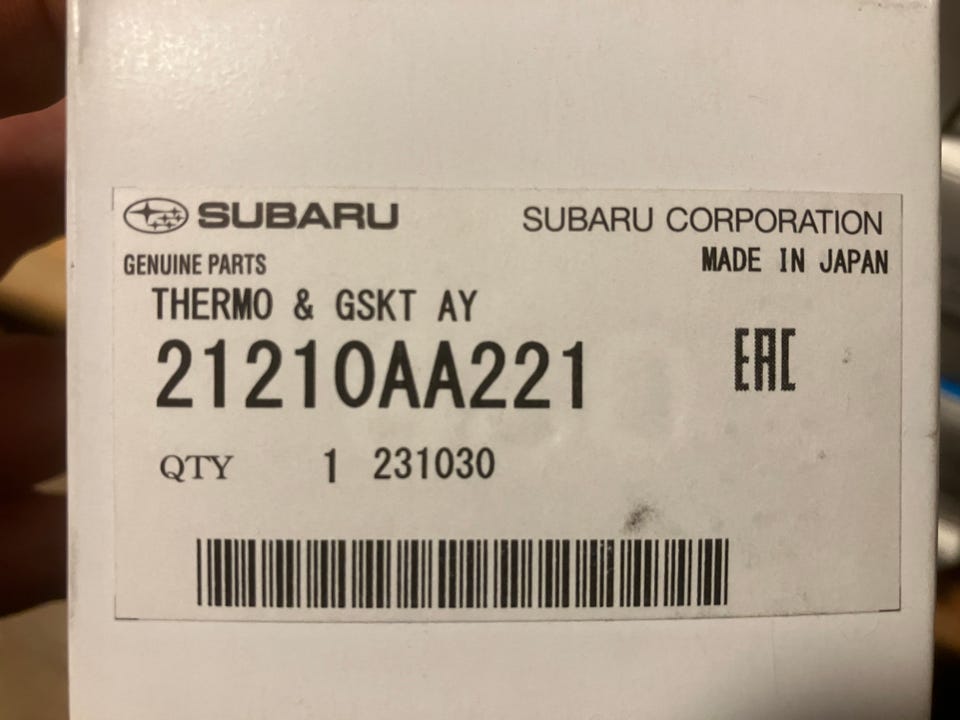 SUBARU SUBARU CORPORATION
GENUINE PARTS MADE IN JAPAN
THERMO & GSKT AY
21210AA221 EAC
QTY 1 231030